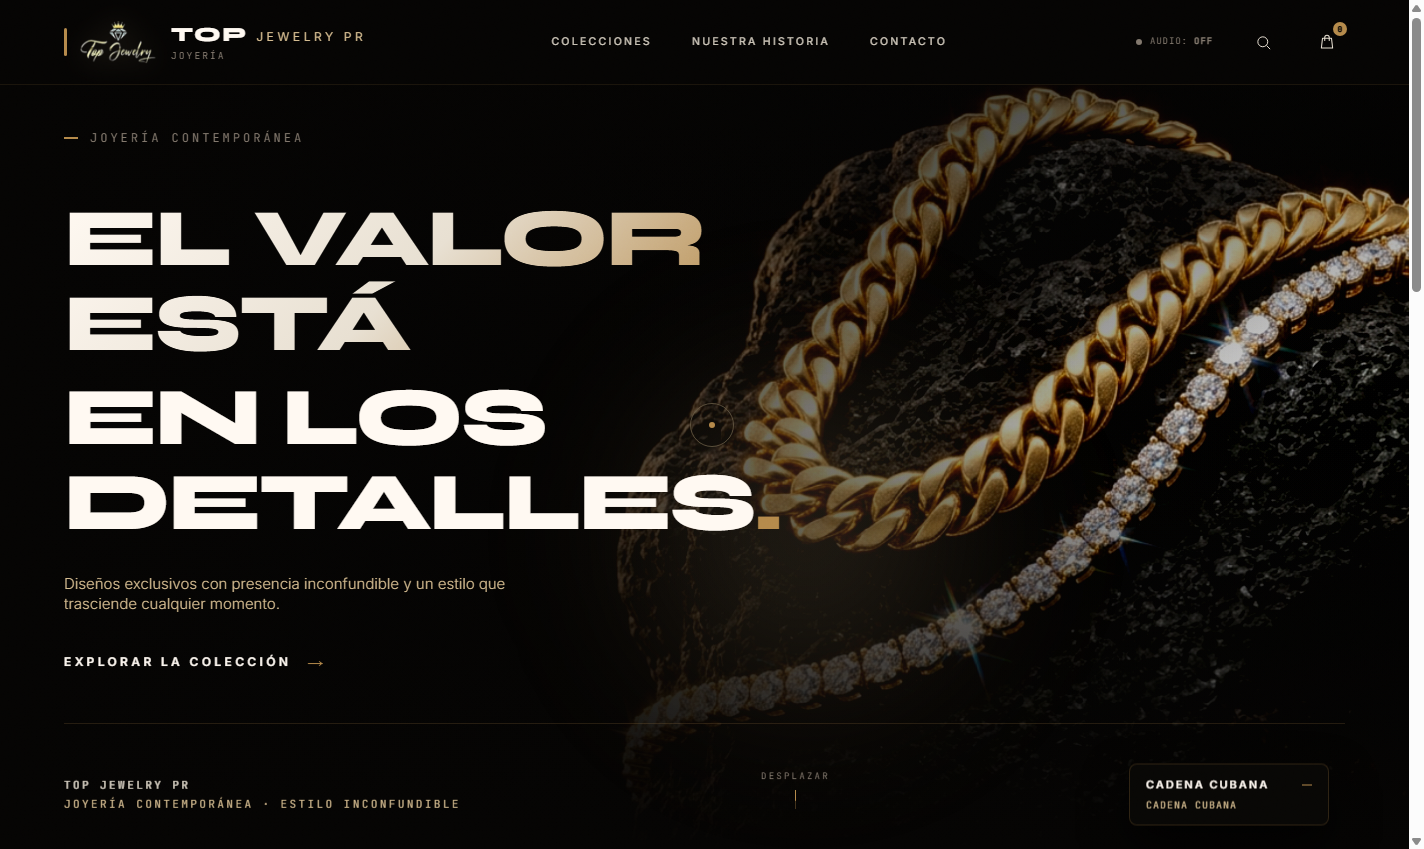 Top Jewelry
TOP JEWELRY PR
JOYERÍA
COLECCIONES
NUESTRA HISTORIA
CONTACTO
AUDIO: OFF
0
JOYERÍA CONTEMPORÁNEA
EL VALOR
ESTÁ
EN LOS
DETALLES.
Diseños exclusivos con presencia inconfundible y un estilo que
trasciende cualquier momento.
EXPLORAR LA COLECCIÓN →
TOP JEWELRY PR
JOYERÍA CONTEMPORÁNEA · ESTILO INCONFUNDIBLE
DESPLAZAR
CADENA CUBANA —
CADENA CUBANA